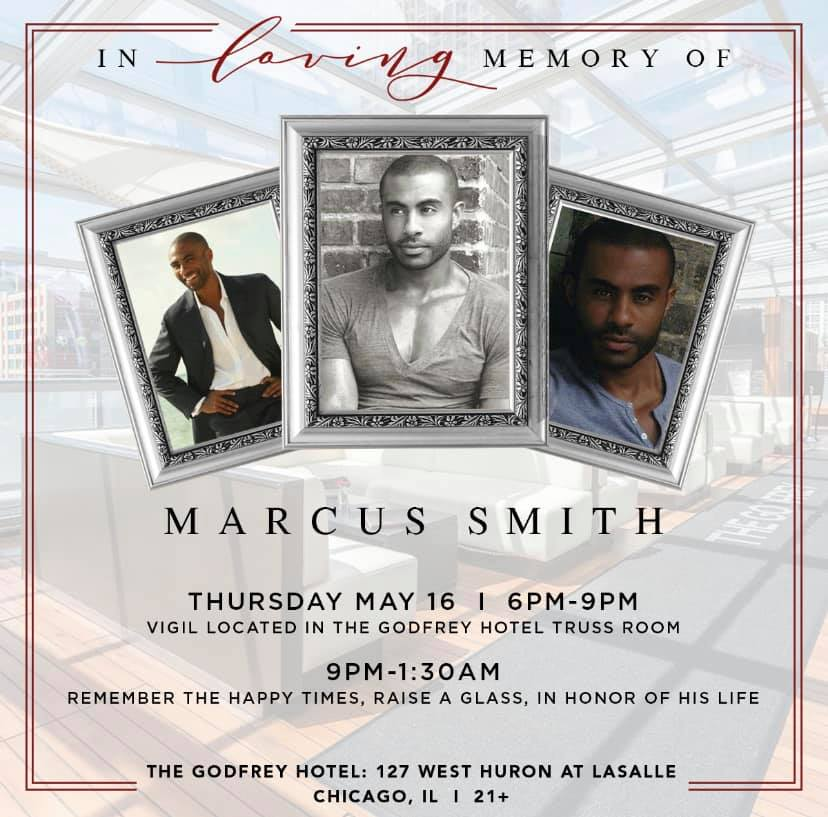 IN loving MEMORY OF
MARCUS SMITH
THURSDAY MAY 16 I 6PM-9PM
VIGIL LOCATED IN THE GODFREY HOTEL TRUSS ROOM
9PM-1:30AM
REMEMBER THE HAPPY TIMES, RAISE A GLASS, IN HONOR OF HIS LIFE
THE GODFREY HOTEL: 127 WEST HURON AT LASALLE
CHICAGO, IL I 21+